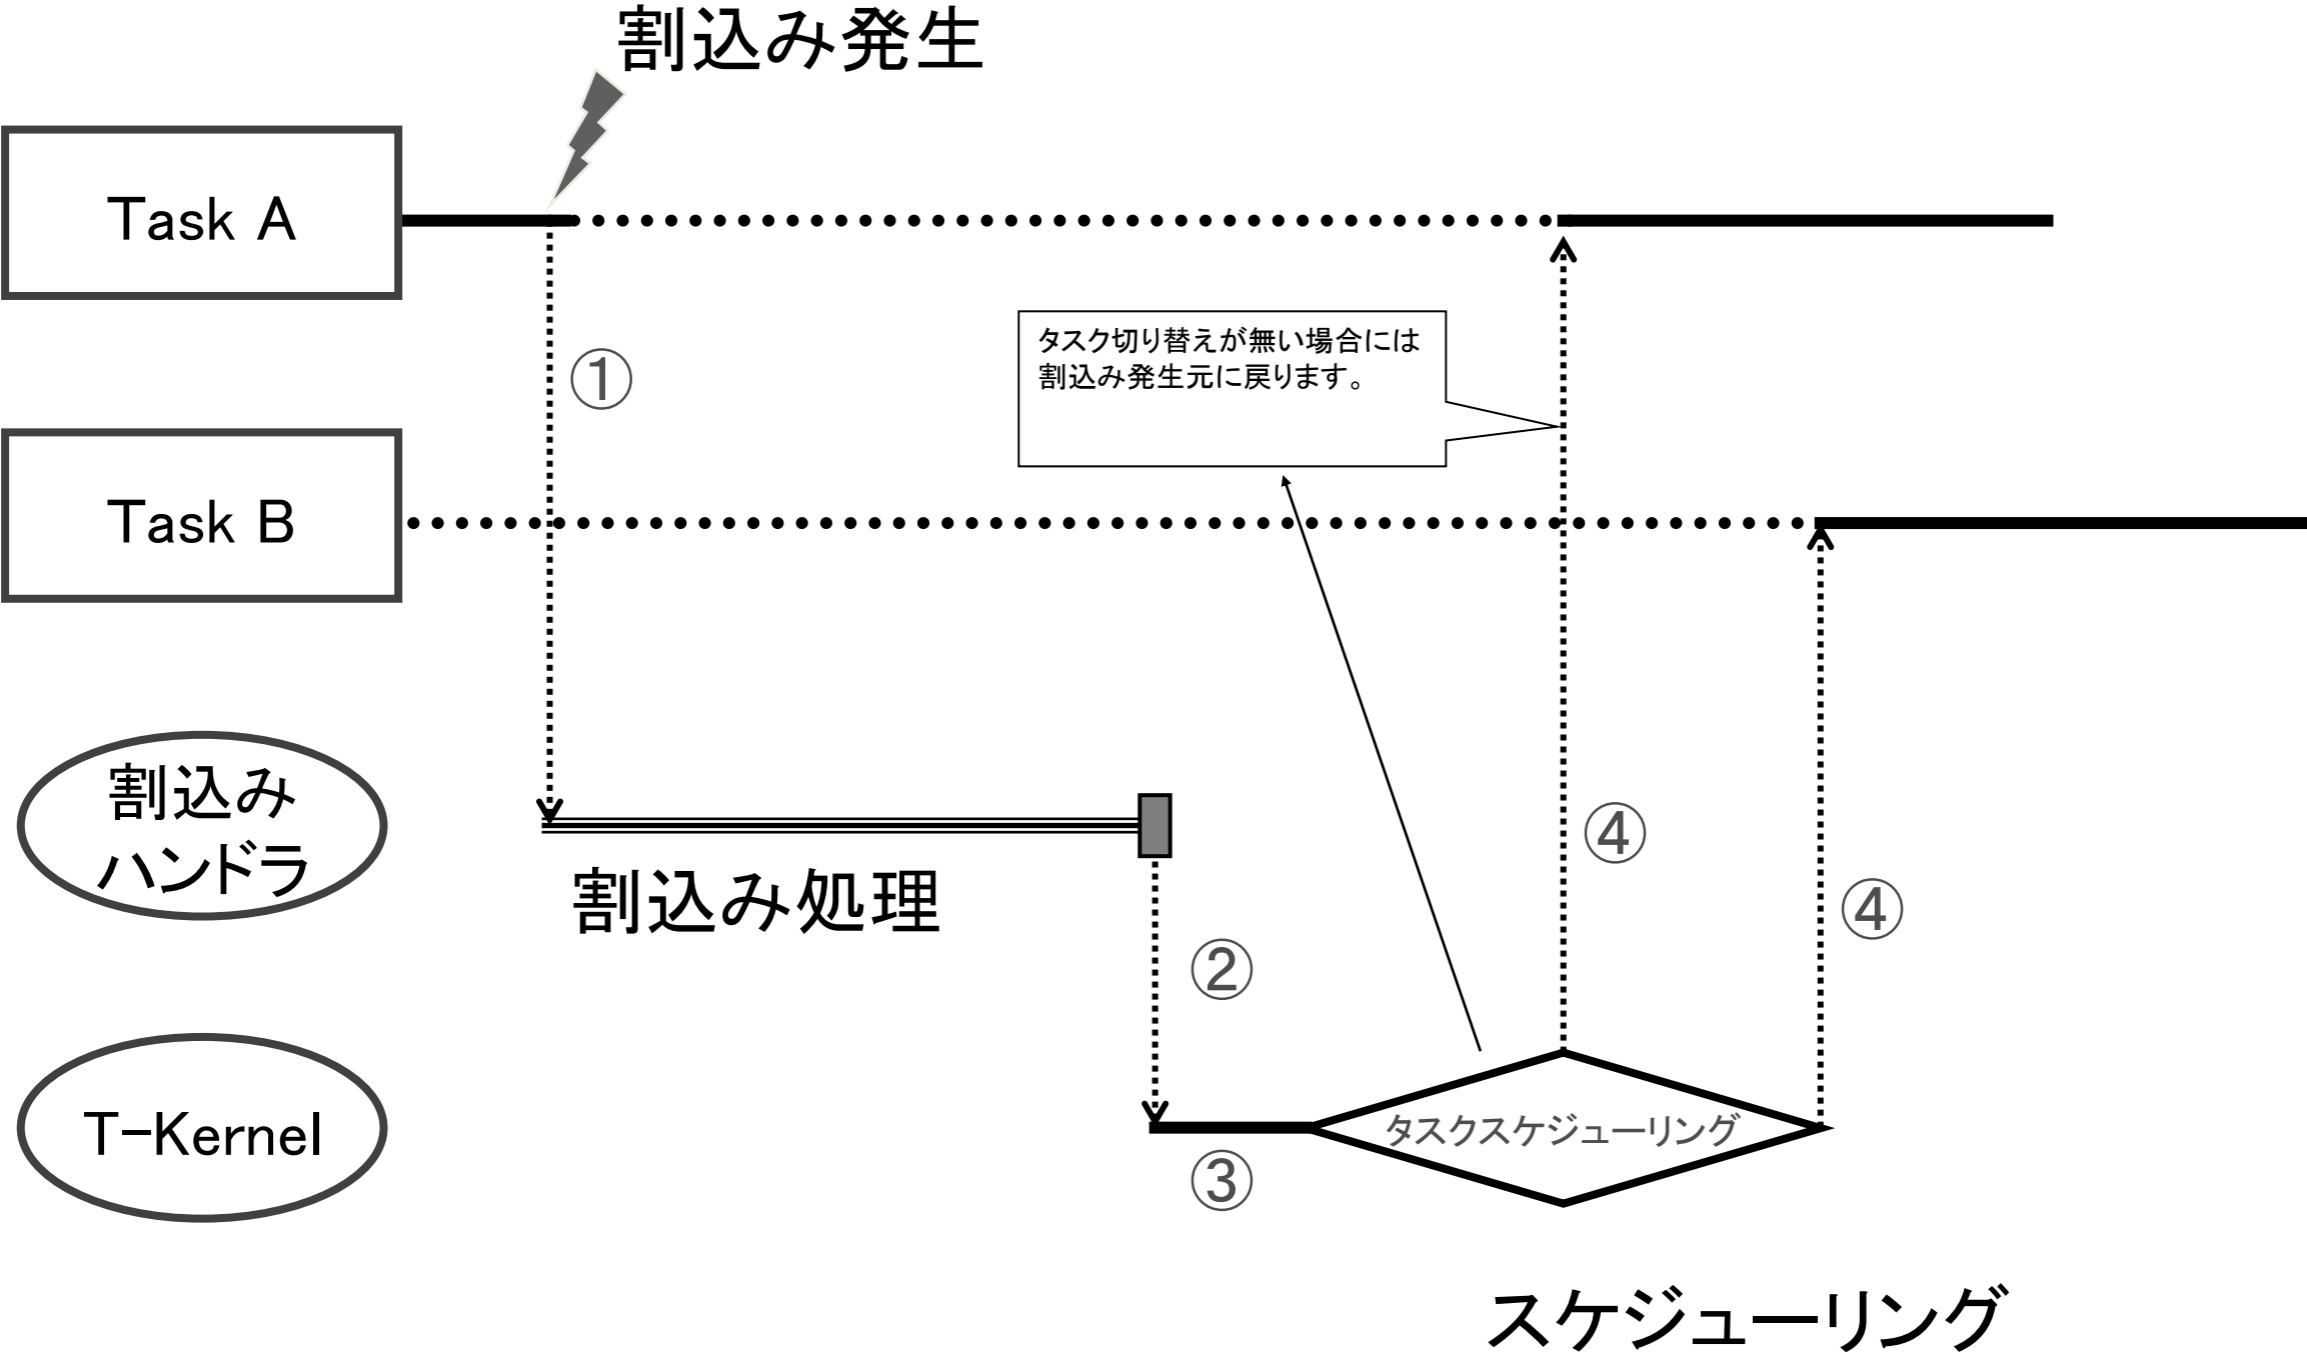 割込み発生
Task A
タスク切り替えが無い場合には
割込み発生元に戻ります。
①
Task B
割込み
ハンドラ
割込み処理
④
④
②
T-Kernel
タスクスケジューリング
③
スケジューリング